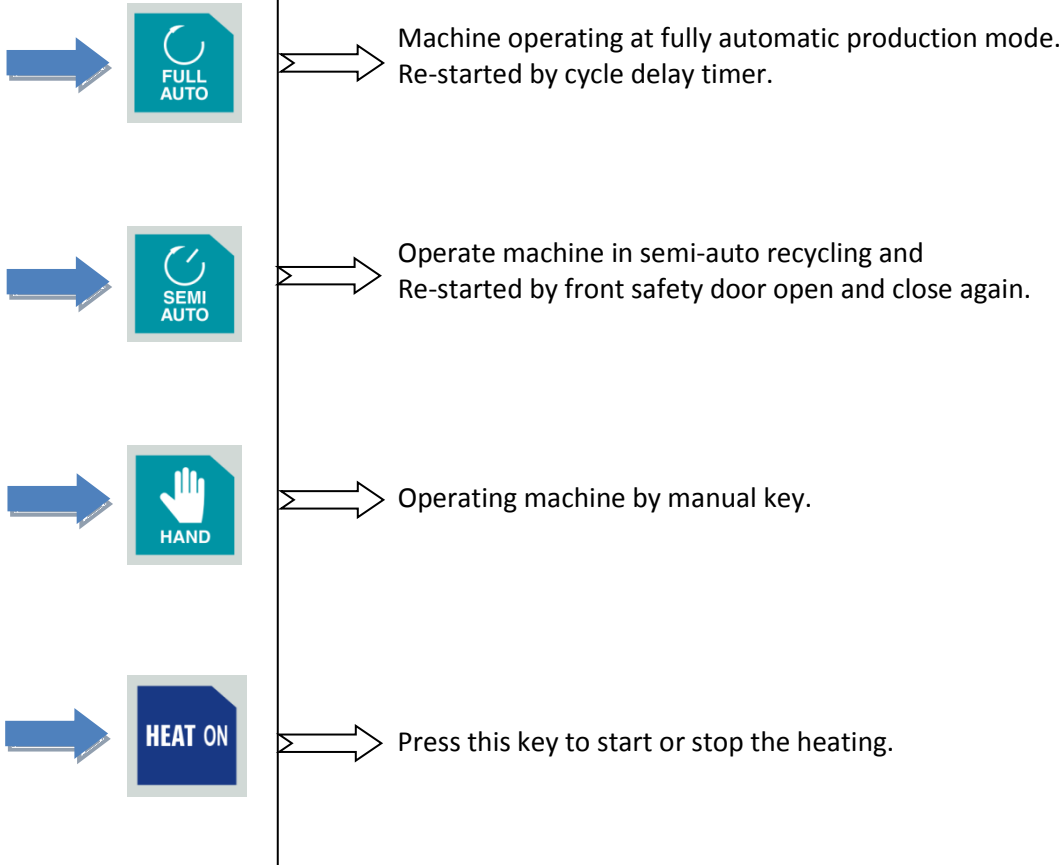 FULL
AUTO
Machine operating at fully automatic production mode.
Re-started by cycle delay timer.
SEMI
AUTO
Operate machine in semi-auto recycling and
Re-started by front safety door open and close again.
HAND
Operating machine by manual key.
HEAT ON
Press this key to start or stop the heating.